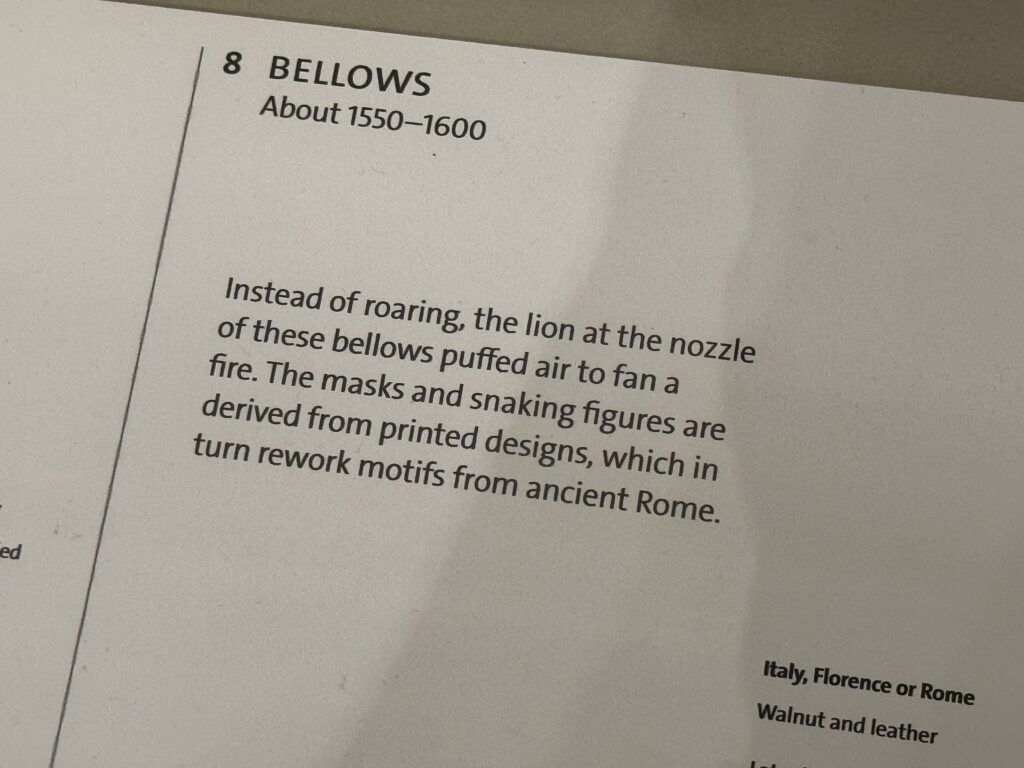 8 BELLOWS
About 1550–1600
Instead of roaring, the lion at the nozzle
of these bellows puffed air to fan a
fire. The masks and snaking figures are
derived from printed designs, which in
turn rework motifs from ancient Rome.
ed
Italy, Florence or Rome
Walnut and leather